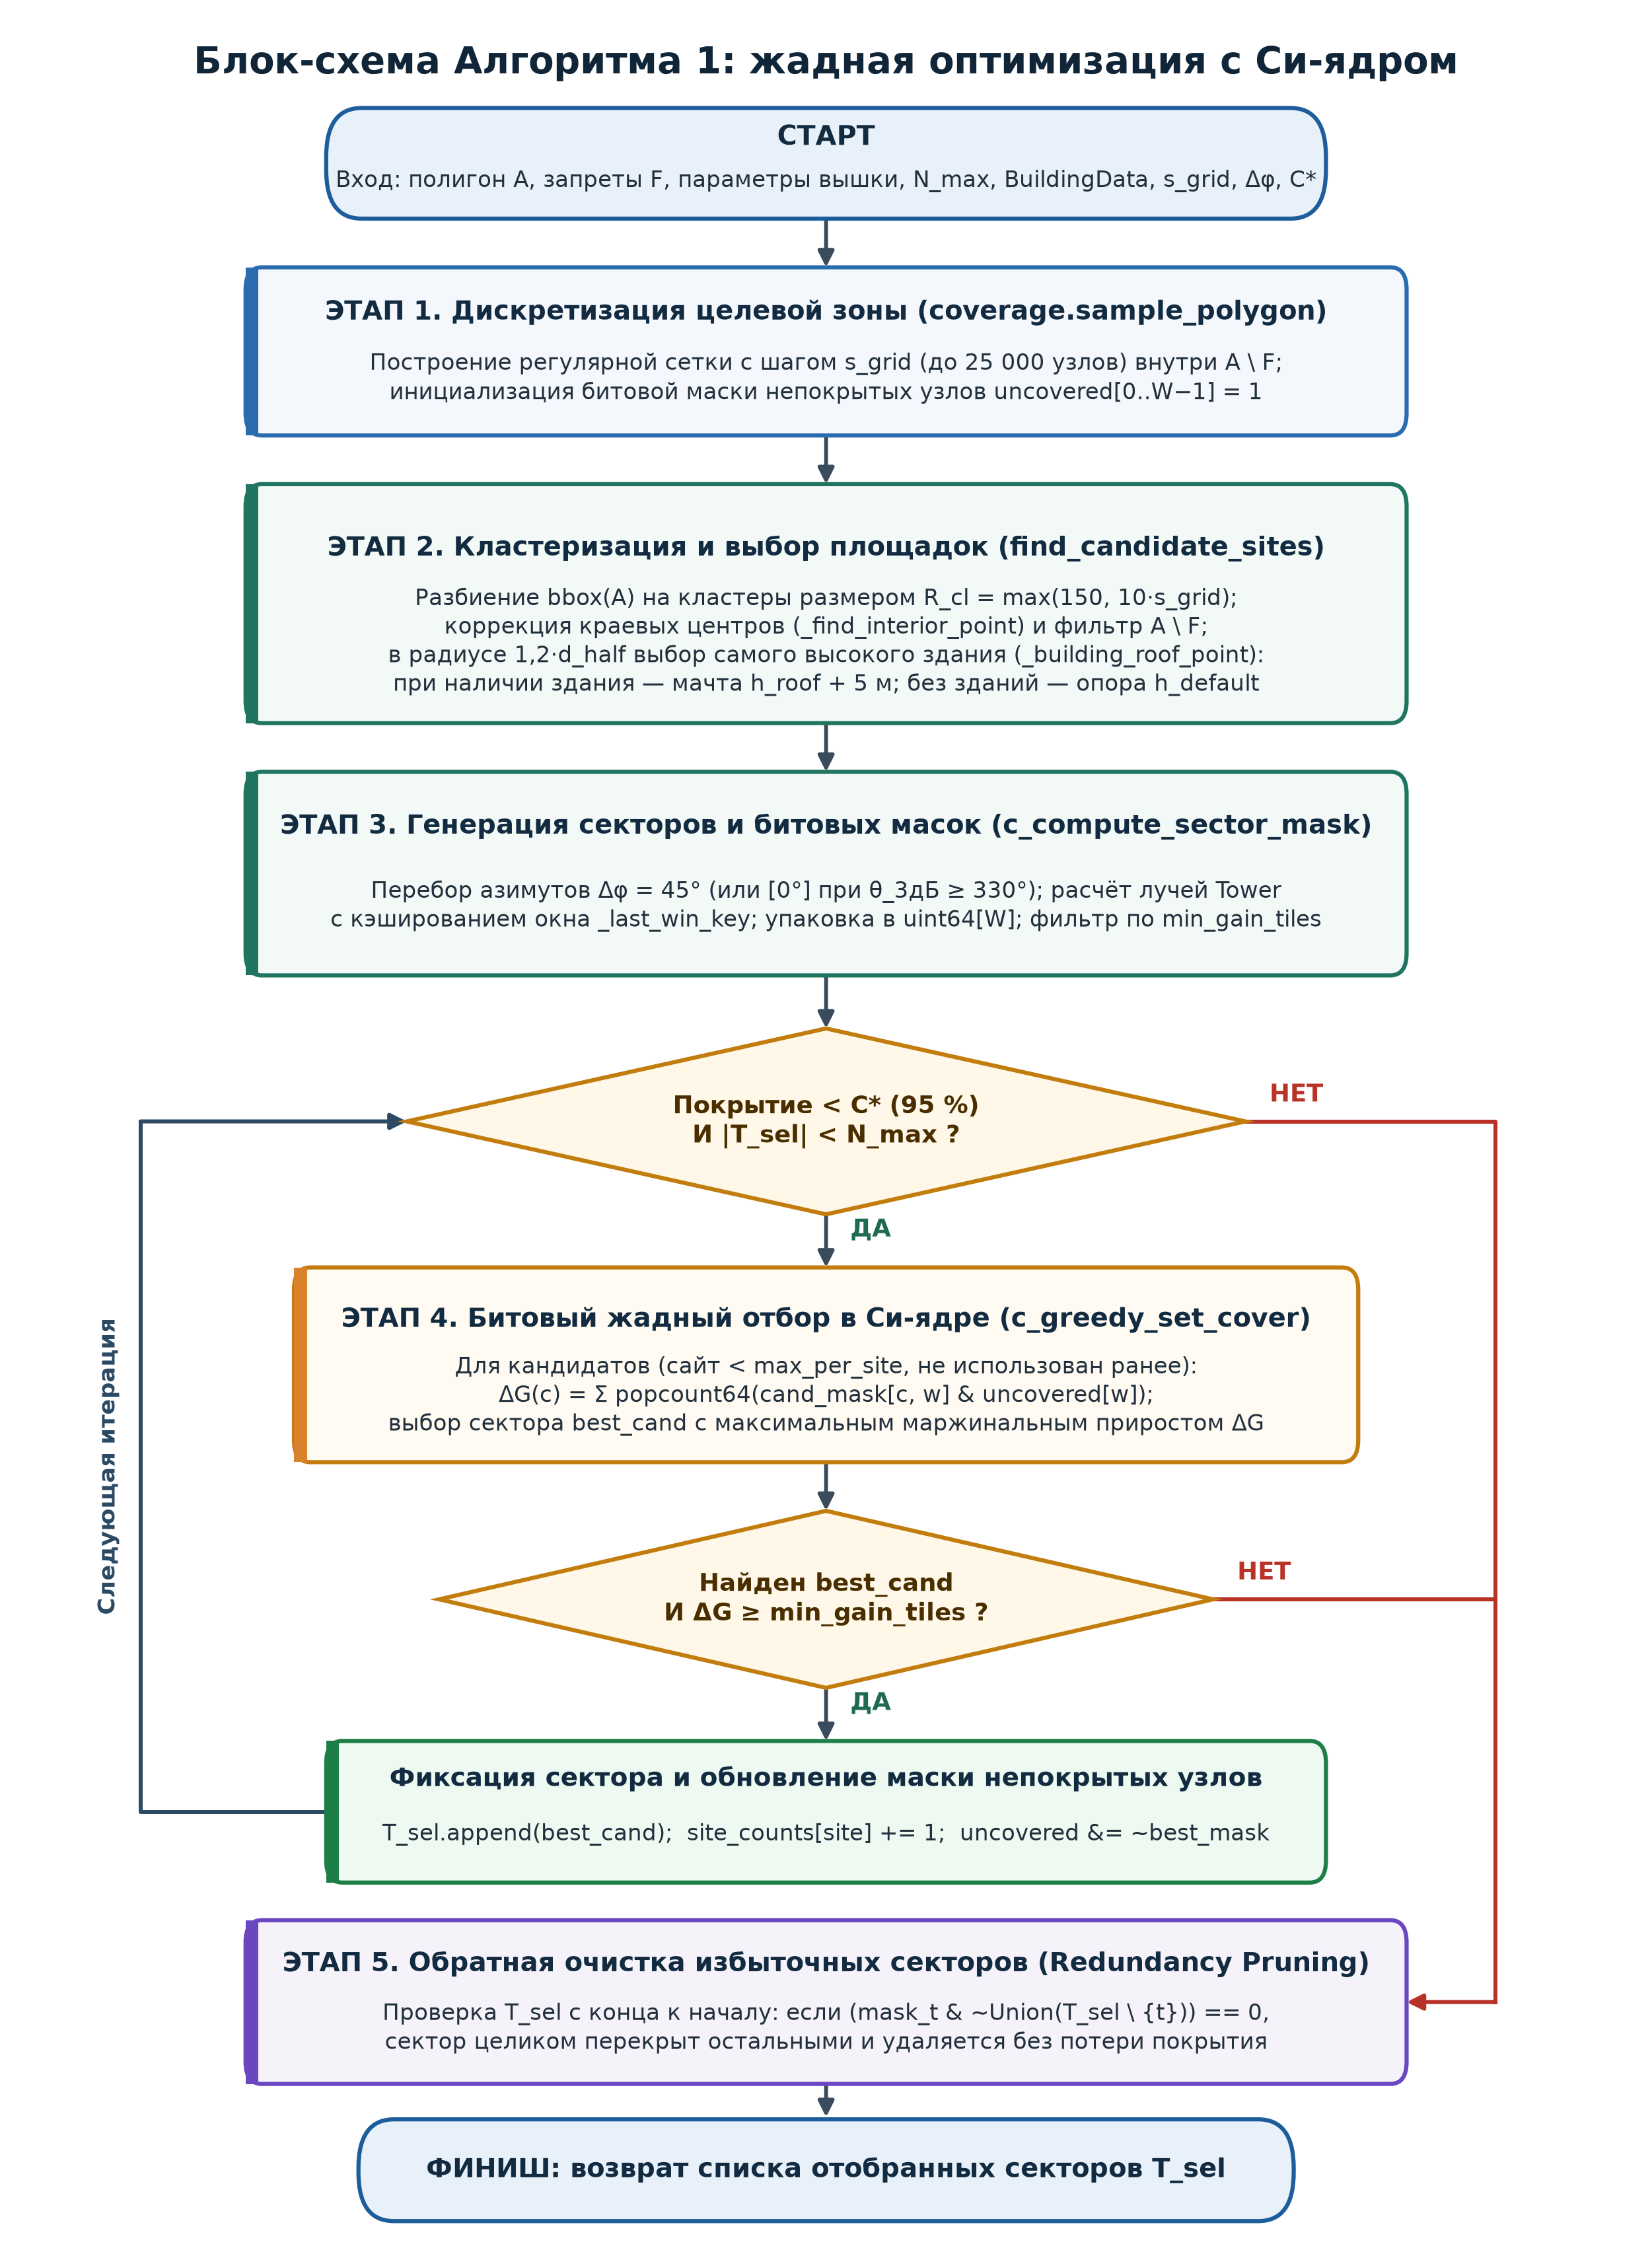 Блок-схема Алгоритма 1: жадная оптимизация с Си-ядром
СТАРТ
Вход: полигон A, запреты F, параметры вышки, N_max, BuildingData, s_grid, Δφ, C*
ЭТАП 1. Дискретизация целевой зоны (coverage.sample_polygon)
Построение регулярной сетки с шагом s_grid (до 25 000 узлов) внутри A \ F;
инициализация битовой маски непокрытых узлов uncovered[0..W−1] = 1
ЭТАП 2. Кластеризация и выбор площадок (find_candidate_sites)
Разбиение bbox(A) на кластеры размером R_cl = max(150, 10·s_grid);
коррекция краевых центров (_find_interior_point) и фильтр A \ F;
в радиусе 1,2·d_half выбор самого высокого здания (_building_roof_point):
при наличии здания — мачта h_roof + 5 м; без зданий — опора h_default
ЭТАП 3. Генерация секторов и битовых масок (c_compute_sector_mask)
Перебор азимутов Δφ = 45° (или [0°] при θ_3дБ ≥ 330°); расчёт лучей Tower
с кэшированием окна _last_win_key; упаковка в uint64[W]; фильтр по min_gain_tiles
Покрытие < C* (95 %)
И |T_sel| < N_max ?
НЕТ
ДА
ЭТАП 4. Битовый жадный отбор в Си-ядре (c_greedy_set_cover)
Для кандидатов (сайт < max_per_site, не использован ранее):
ΔG(c) = Σ popcount64(cand_mask[c, w] & uncovered[w]);
выбор сектора best_cand с максимальным маржинальным приростом ΔG
Следующая итерация
Найден best_cand
И ΔG ≥ min_gain_tiles ?
НЕТ
ДА
Фиксация сектора и обновление маски непокрытых узлов
T_sel.append(best_cand);  site_counts[site] += 1;  uncovered &= ~best_mask
ЭТАП 5. Обратная очистка избыточных секторов (Redundancy Pruning)
Проверка T_sel с конца к началу: если (mask_t & ~Union(T_sel \ {t})) == 0,
сектор целиком перекрыт остальными и удаляется без потери покрытия
ФИНИШ: возврат списка отобранных секторов T_sel